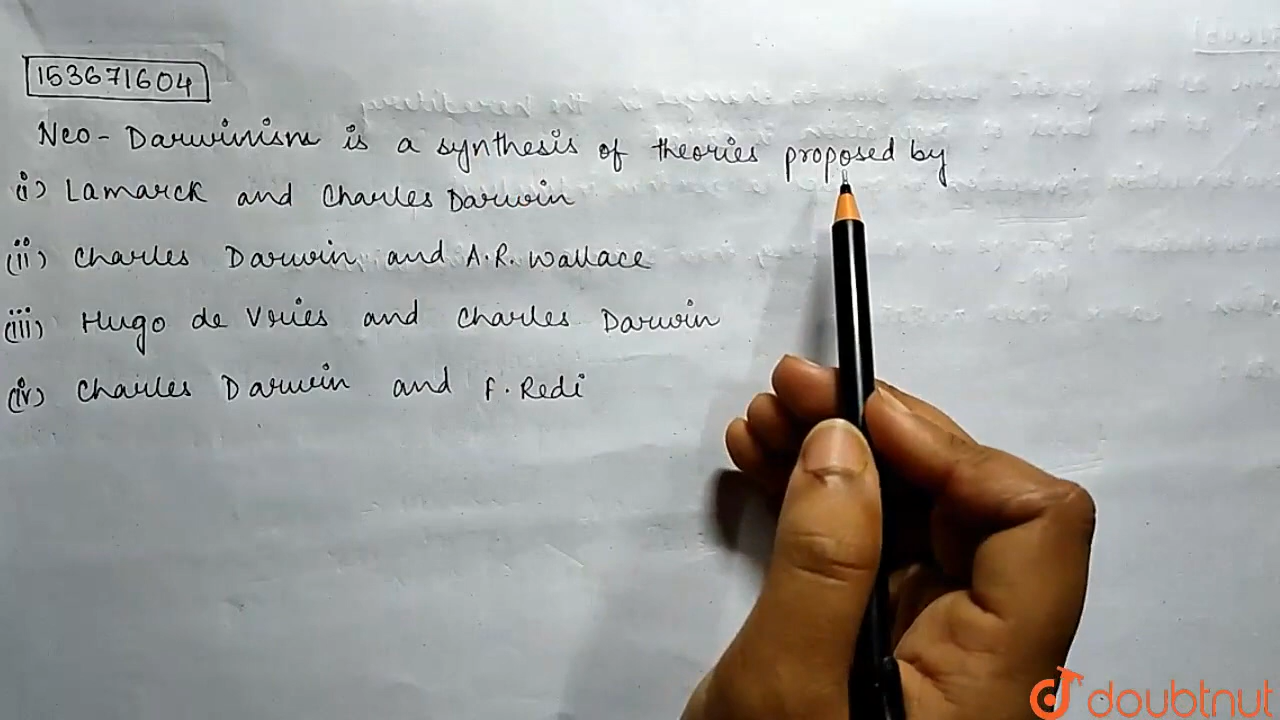 153671604
Neo-Darwinism is a synthesis of theories proposed by
(i) Lamarck and Charles Darwin
(ii) Charles Darwin and A.R. Wallace
(iii) Hugo de Vries and Charles Darwin
(iv) Charles Darwin and F. Redi
doubtnut